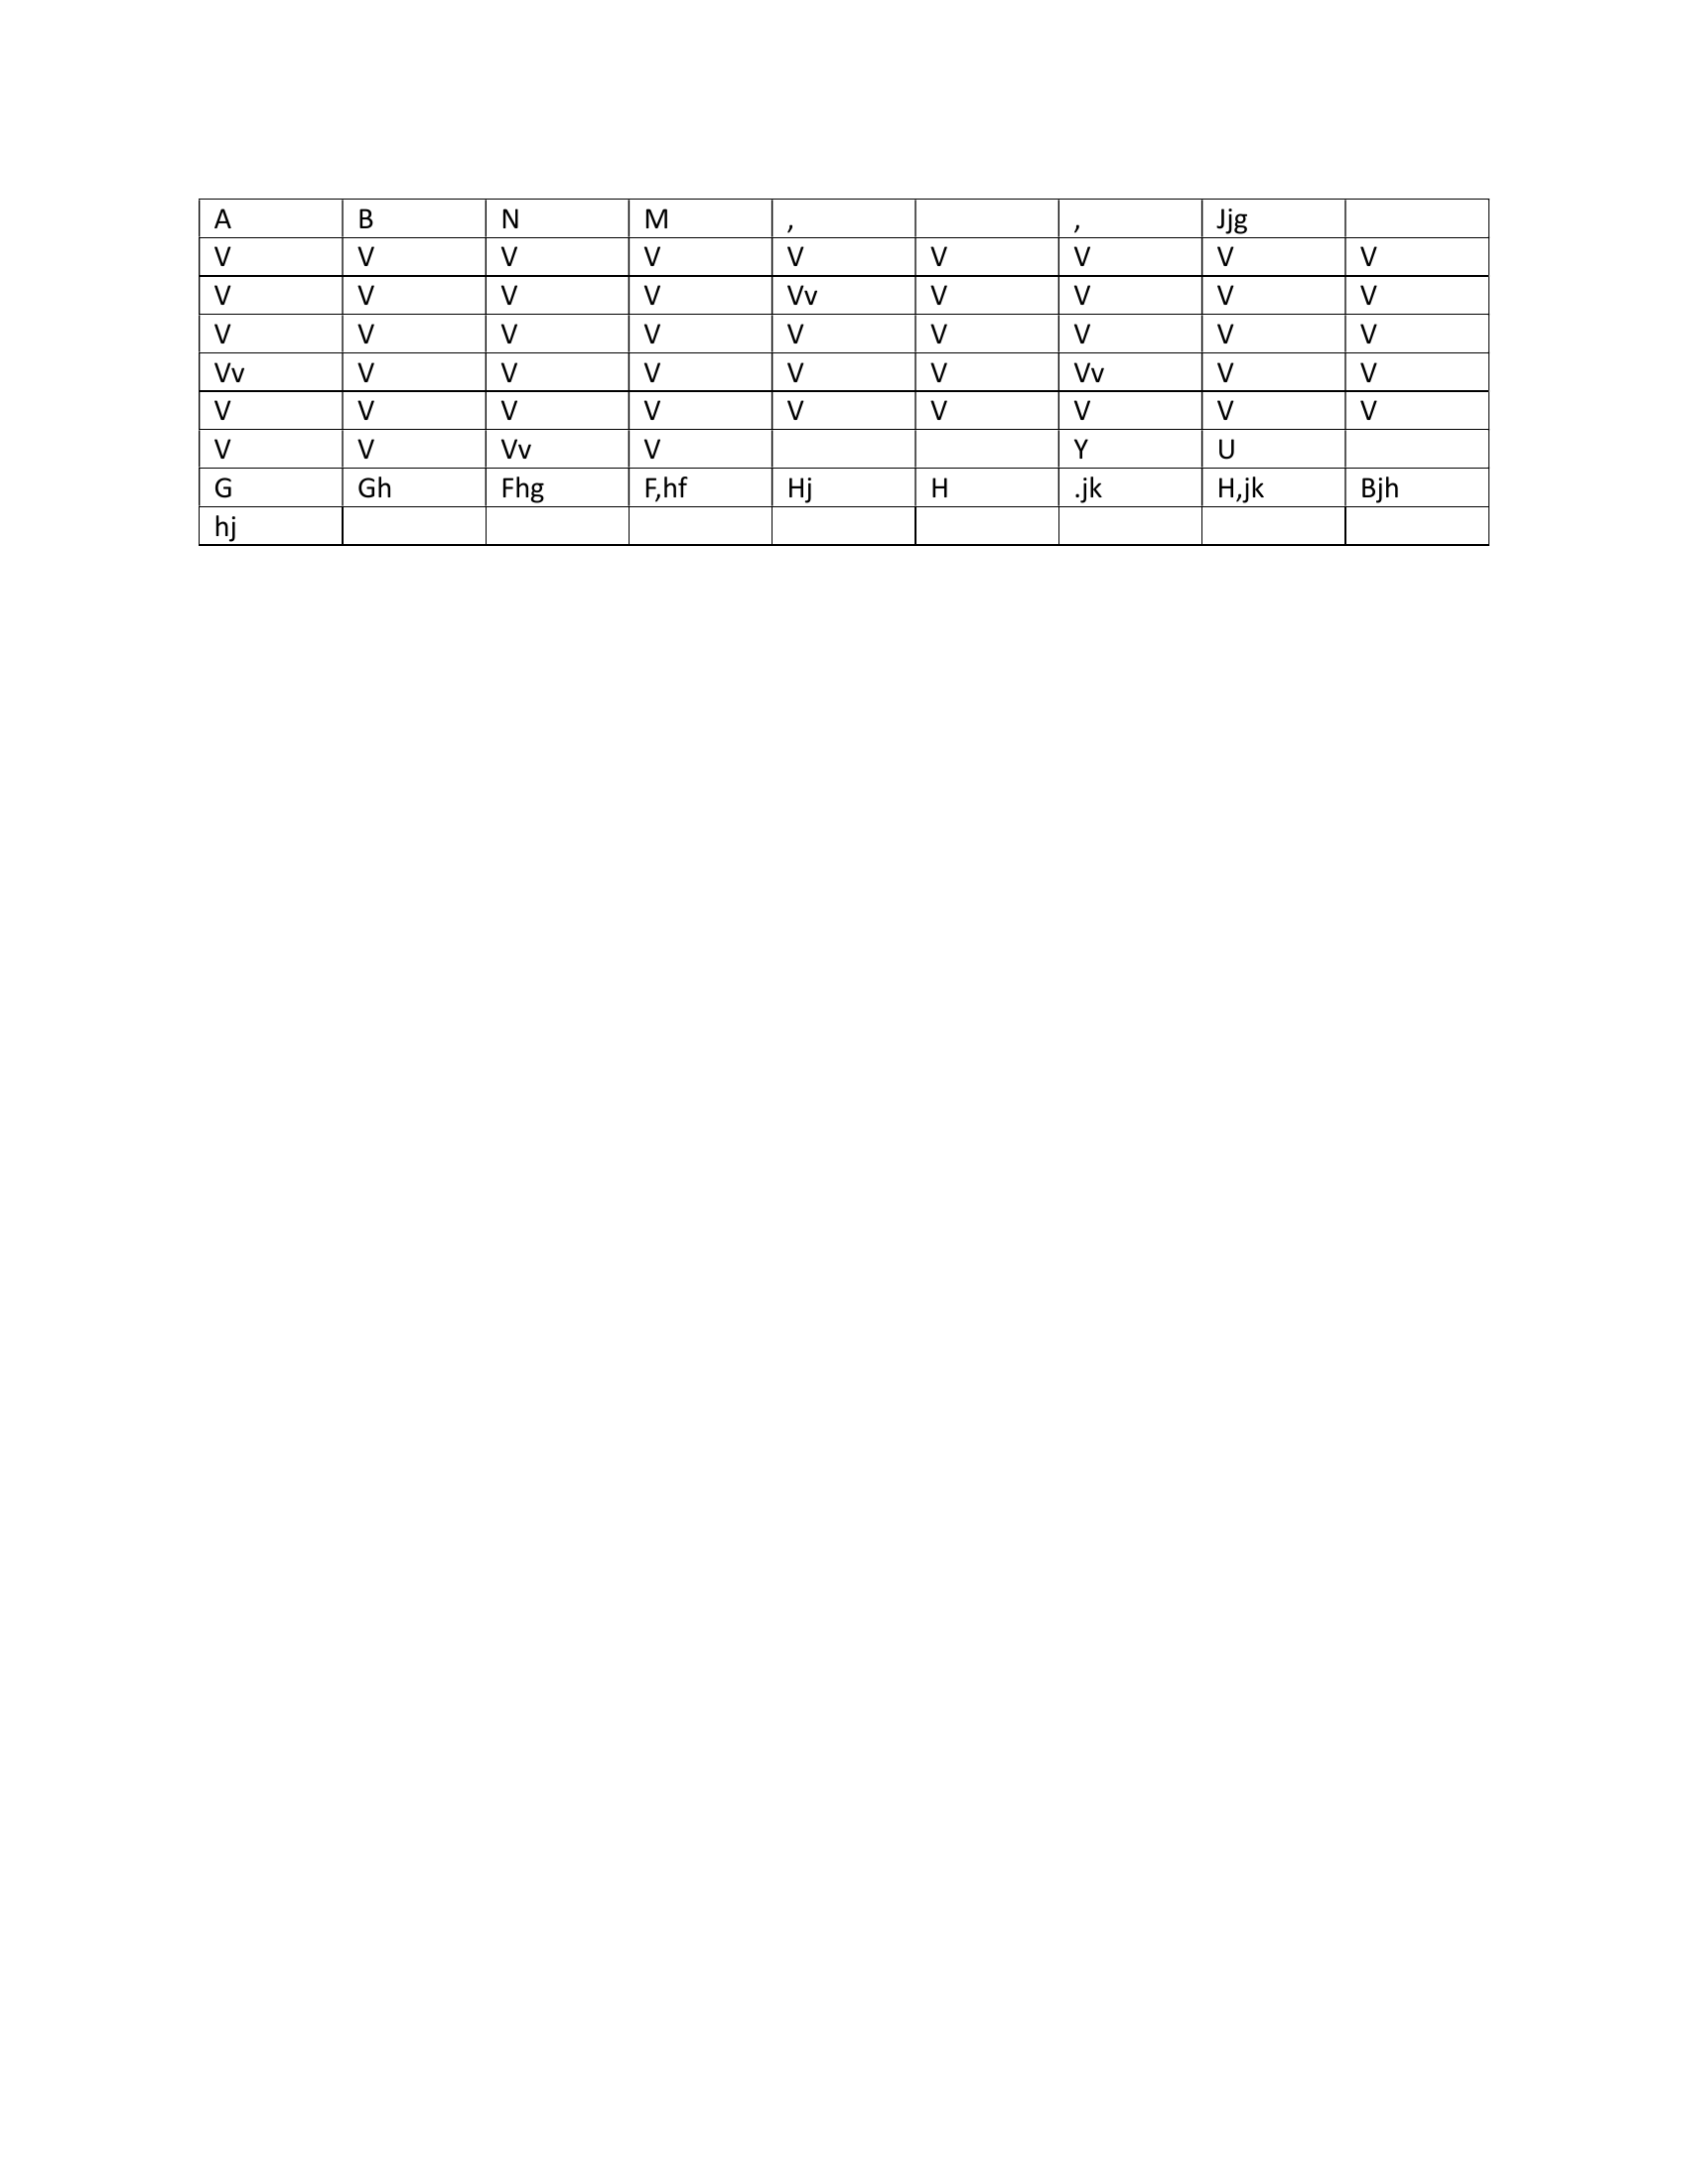 A B N M , , Jjg
V V V V V V V V V
V V V V Vv V V V V
V V V V V V V V V
Vv V V V V V Vv V V
V V V V V V V V V
V V Vv V Y U
G Gh Fhg F,hf Hj H .jk H,jk Bjh
hj